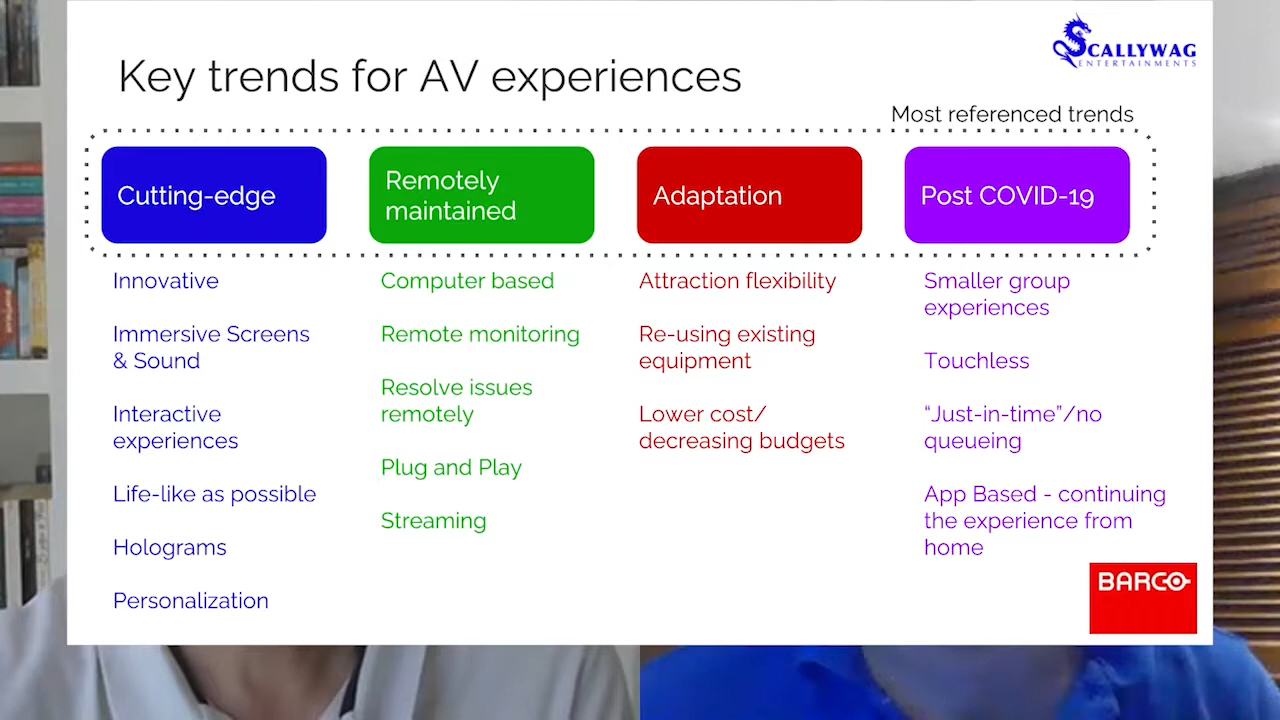 SCALLYWAG
ENTERTAINMENTS
Key trends for AV experiences
Most referenced trends
Cutting-edge
Innovative
Immersive Screens
& Sound
Interactive
experiences
Life-like as possible
Holograms
Personalization
Remotely
maintained
Computer based
Remote monitoring
Resolve issues
remotely
Plug and Play
Streaming
Adaptation
Attraction flexibility
Re-using existing
equipment
Lower cost/
decreasing budgets
Post COVID-19
Smaller group
experiences
Touchless
“Just-in-time”/no
queueing
App Based - continuing
the experience from
home
BARCO